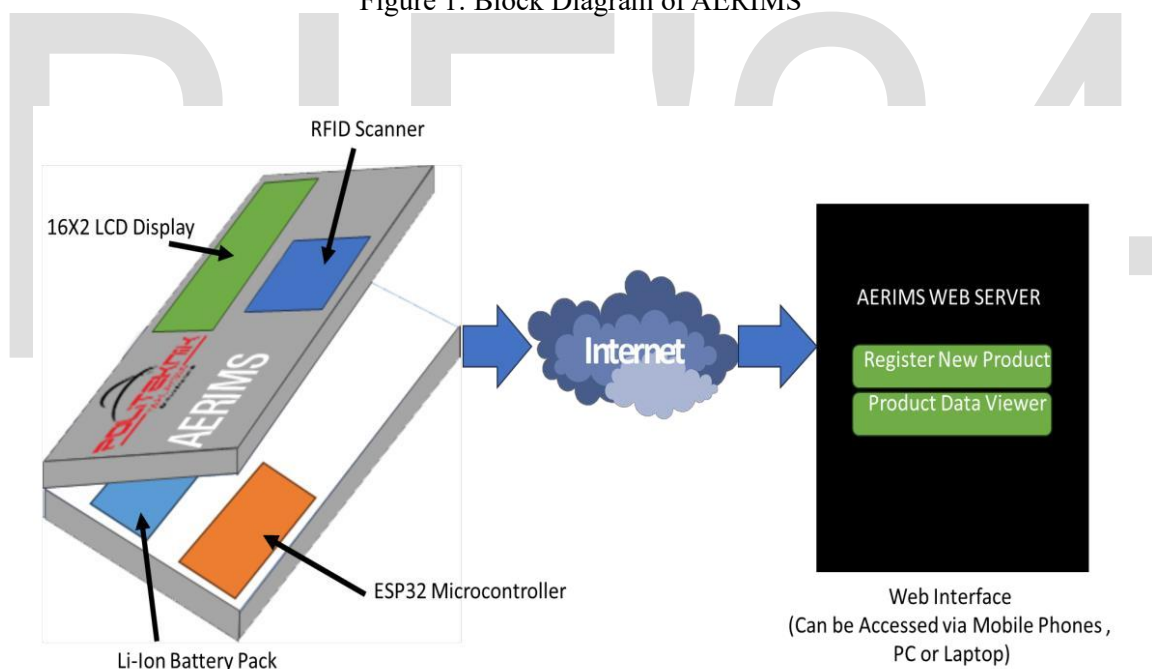 Figure 1: Block Diagram of AERIMS
RFID Scanner
16X2 LCD Display
POLITEKNIK
AERIMS
Internet
AERIMS WEB SERVER
Register New Product
Product Data Viewer
ESP32 Microcontroller
Li-Ion Battery Pack
Web Interface
(Can be Accessed via Mobile Phones ,
PC or Laptop)